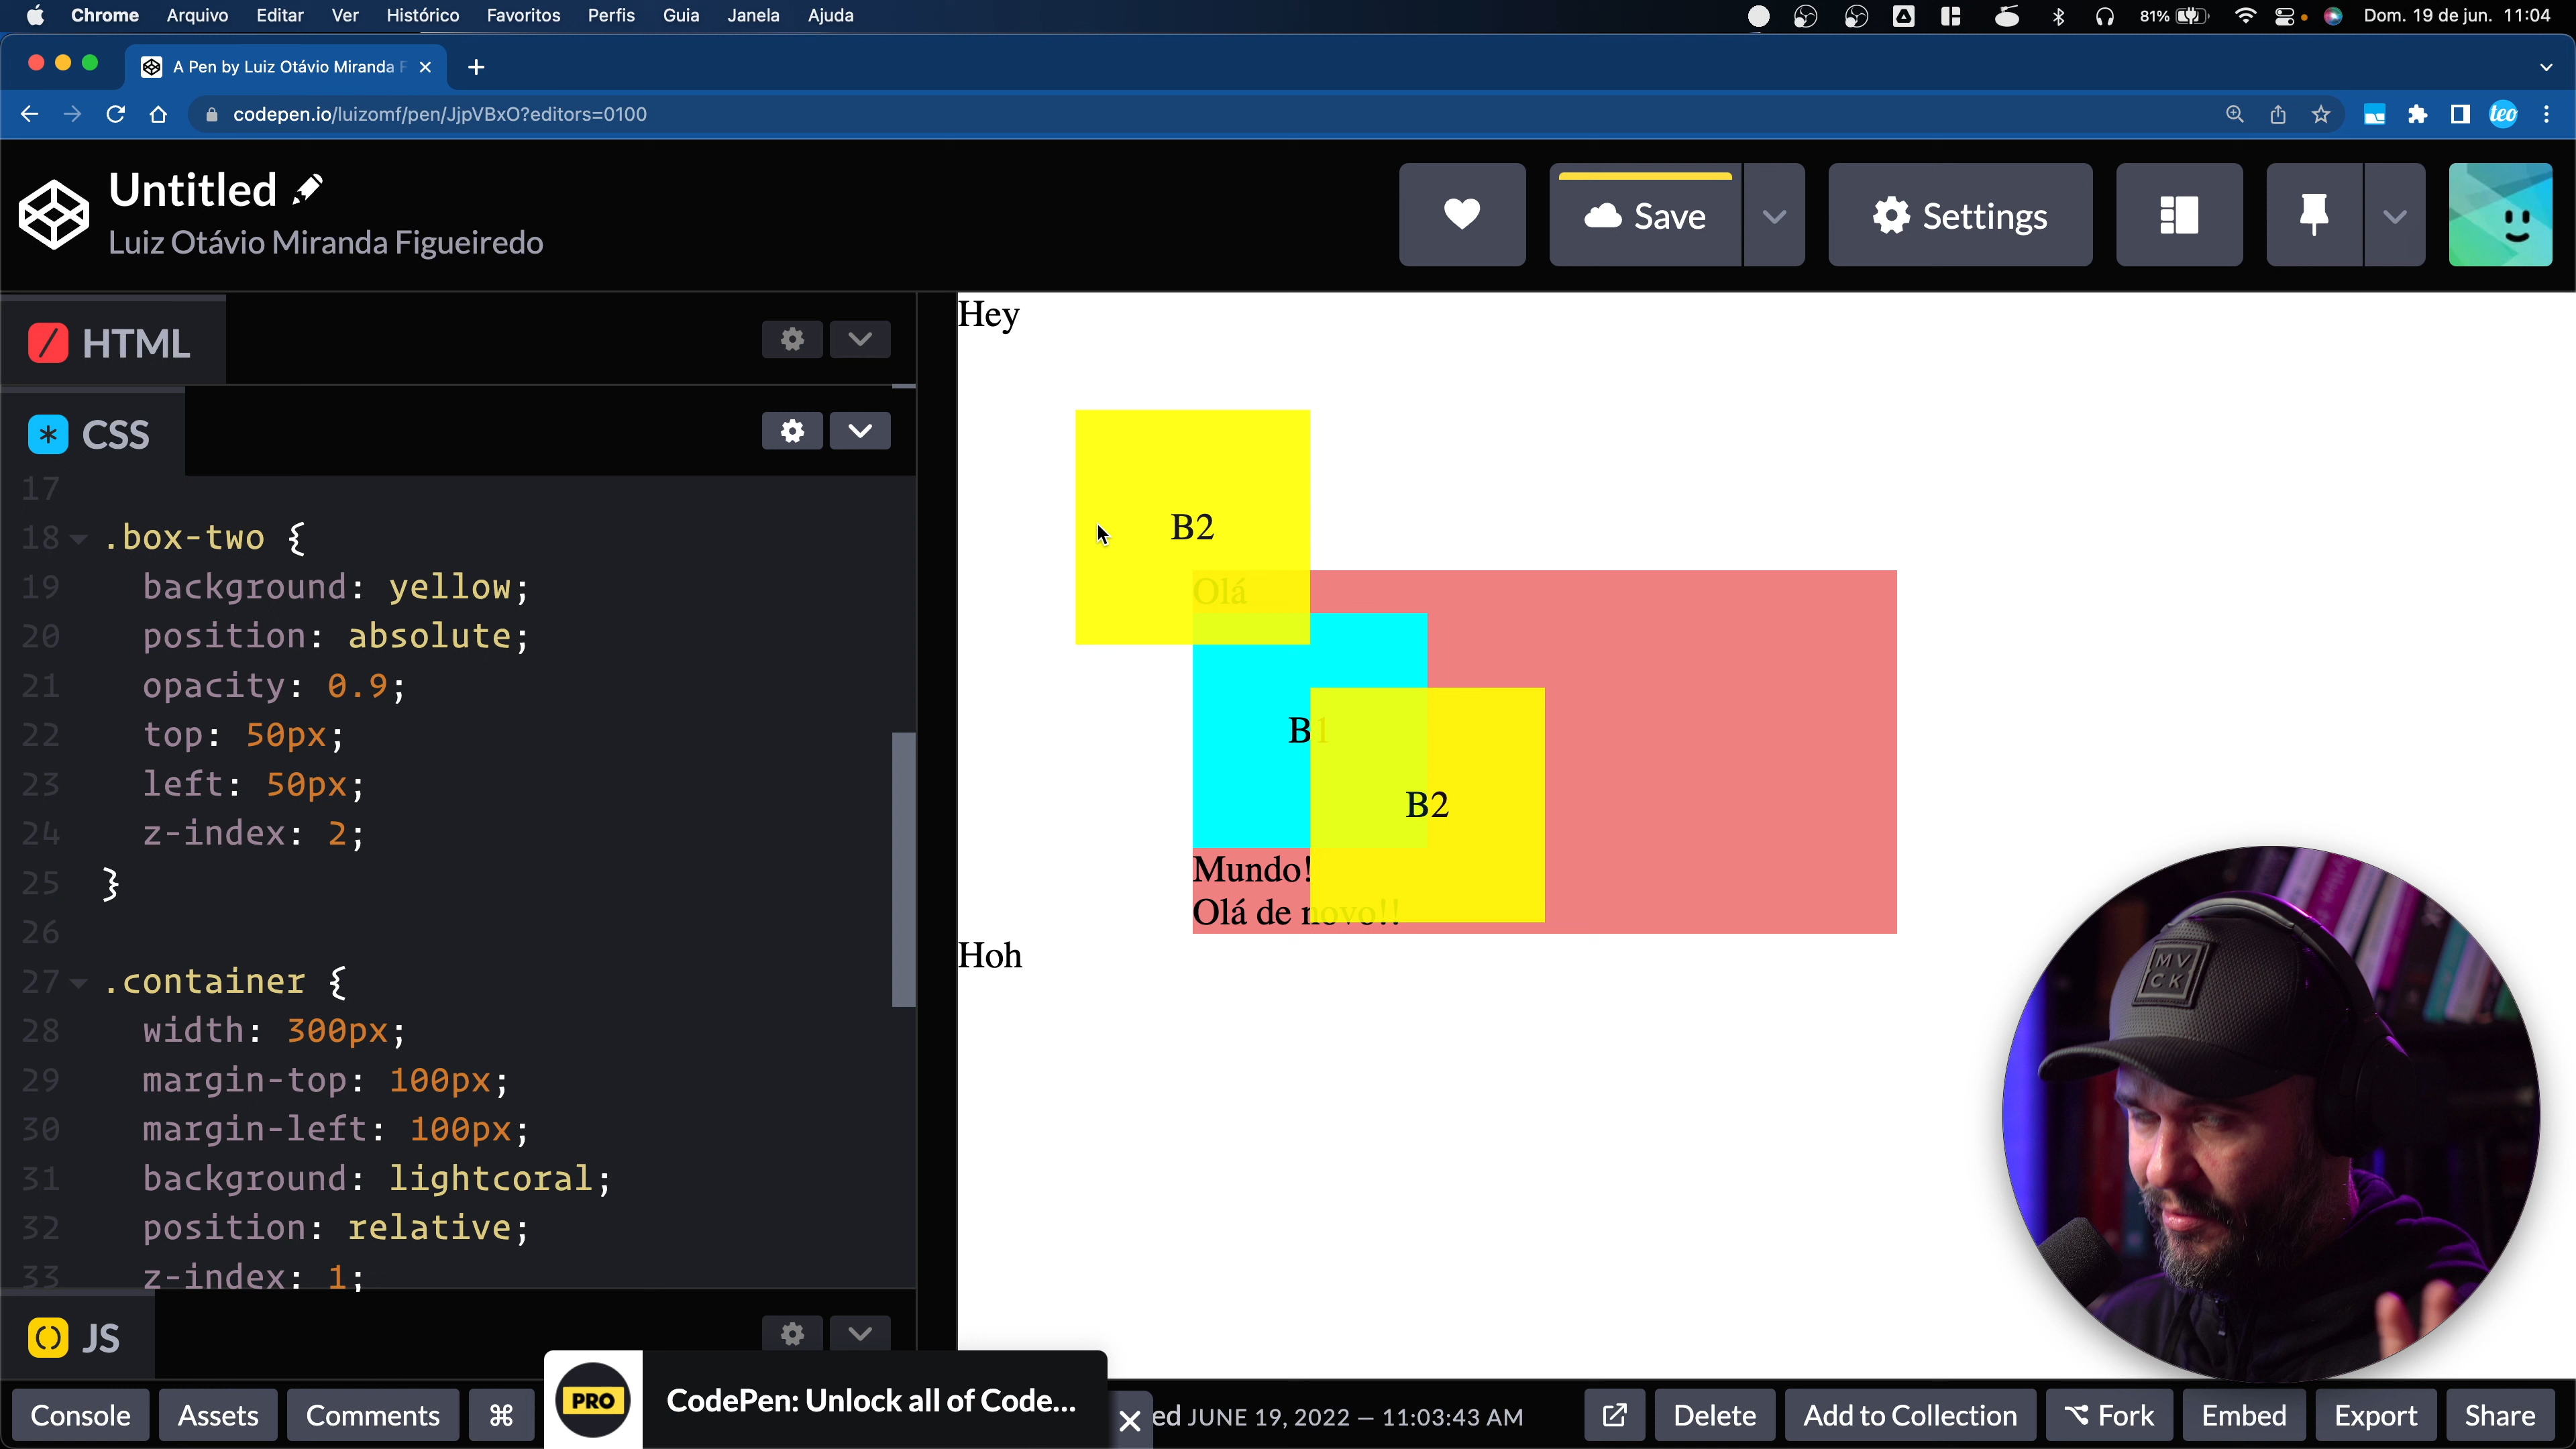 Chrome Arquivo Editar Ver Histórico Favoritos Perfis Guia Janela Ajuda 81% Dom. 19 de jun. 11:04
A Pen by Luiz Otávio Miranda F
codepen.io/luizomf/pen/JjpVBxO?editors=0100
teo
Untitled
Luiz Otávio Miranda Figueiredo
Save
Settings
HTML
CSS
17
18 .box-two {
19 background: yellow;
20 position: absolute;
21 opacity: 0.9;
22 top: 50px;
23 left: 50px;
24 z-index: 2;
25 }
26
27 .container {
28 width: 300px;
29 margin-top: 100px;
30 margin-left: 100px;
31 background: lightcoral;
32 position: relative;
33 z-index: 1;
JS
Hey
B2
Olá
B1
B2
Mundo!
Olá de novo!!
Hoh
MV
CK
Console Assets Comments ⌘
PRO
CodePen: Unlock all of Code...
ed JUNE 19, 2022 — 11:03:43 AM
Delete Add to Collection Fork Embed Export Share